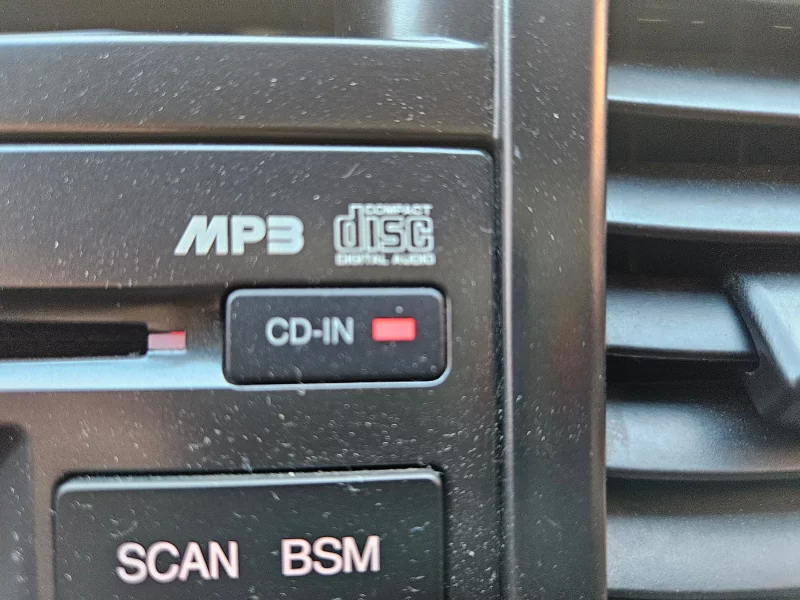 MP3
COMPACT
disc
DIGITAL AUDIO
CD-IN
SCAN BSM